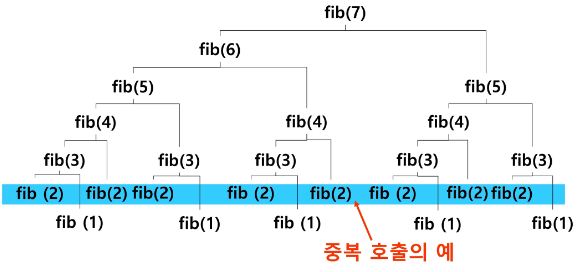 fib(7)
fib(6)
fib(5) fib(5)
fib(4) fib(4) fib(4)
fib(3) fib(3) fib(3) fib(3) fib(3)
fib (2) fib(2) fib(2) fib (2) fib(2) fib (2) fib(2) fib(2)
fib (1) fib(1) fib (1) fib (1) fib(1)
중복 호출의 예